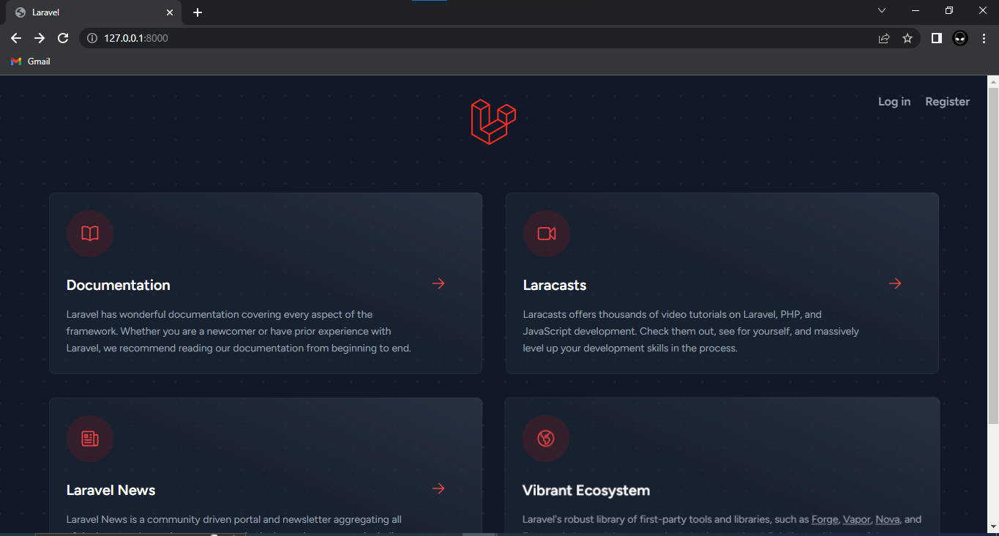 Laravel
127.0.0.1:8000
Gmail
Log in Register
Documentation
Laravel has wonderful documentation covering every aspect of the
framework. Whether you are a newcomer or have prior experience with
Laravel, we recommend reading our documentation from beginning to end.
Laracasts
Laracasts offers thousands of video tutorials on Laravel, PHP, and
JavaScript development. Check them out, see for yourself, and massively
level up your development skills in the process.
Laravel News
Laravel News is a community driven portal and newsletter aggregating all
Vibrant Ecosystem
Laravel's robust library of first-party tools and libraries, such as Forge, Vapor, Nova, and